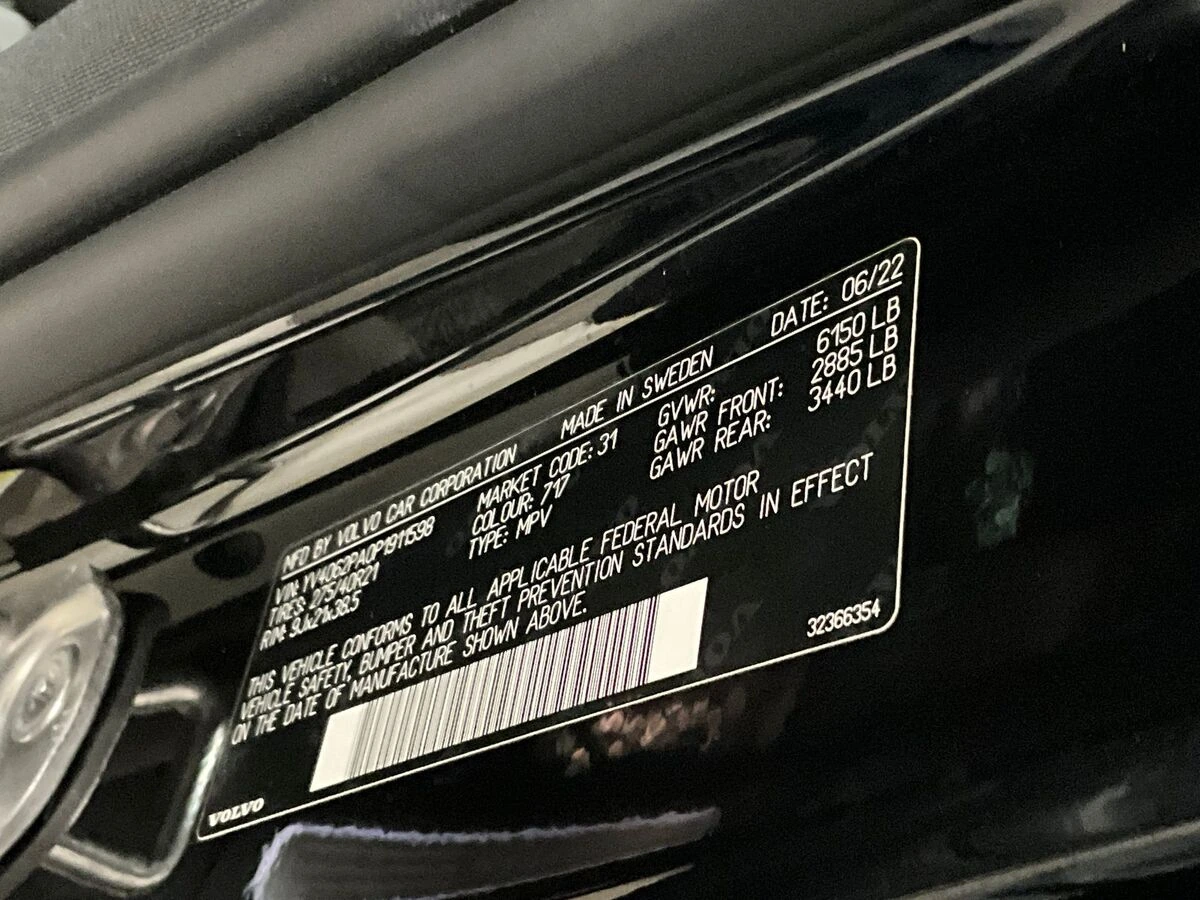 MFD BY VOLVO CAR CORPORATION MADE IN SWEDEN DATE: 06/22
VIN: YV4062PA0P1911598 MARKET CODE: 31 GVWR: 6150 LB
TIRES: 275/40R21 COLOUR: 717 GAWR FRONT: 2885 LB
RIM: 9Jx21x38.5 TYPE: MPV GAWR REAR: 3440 LB
THIS VEHICLE CONFORMS TO ALL APPLICABLE FEDERAL MOTOR
VEHICLE SAFETY, BUMPER AND THEFT PREVENTION STANDARDS IN EFFECT
ON THE DATE OF MANUFACTURE SHOWN ABOVE.
32366354
VOLVO